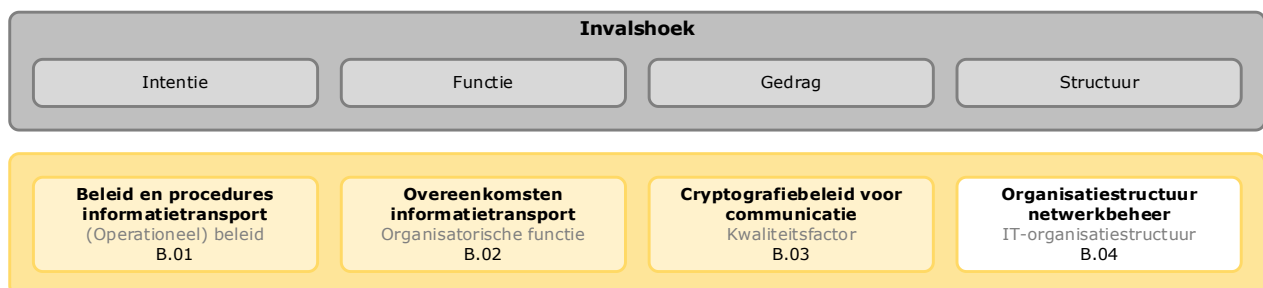 Invalshoek
Intentie
Functie
Gedrag
Structuur
Beleid en procedures
informatietransport
(Operationeel) beleid
B.01
Overeenkomsten
informatietransport
Organisatorische functie
B.02
Cryptografiebeleid voor
communicatie
Kwaliteitsfactor
B.03
Organisatiestructuur
netwerkbeheer
IT-organisatiestructuur
B.04